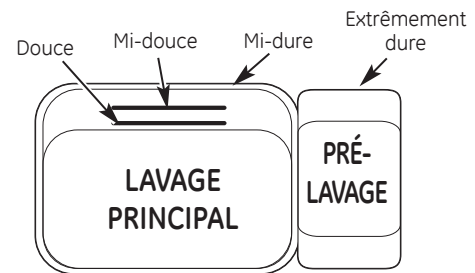 Douce
Mi-douce
Mi-dure
Extrêmement
dure
LAVAGE
PRINCIPAL
PRÉ-
LAVAGE